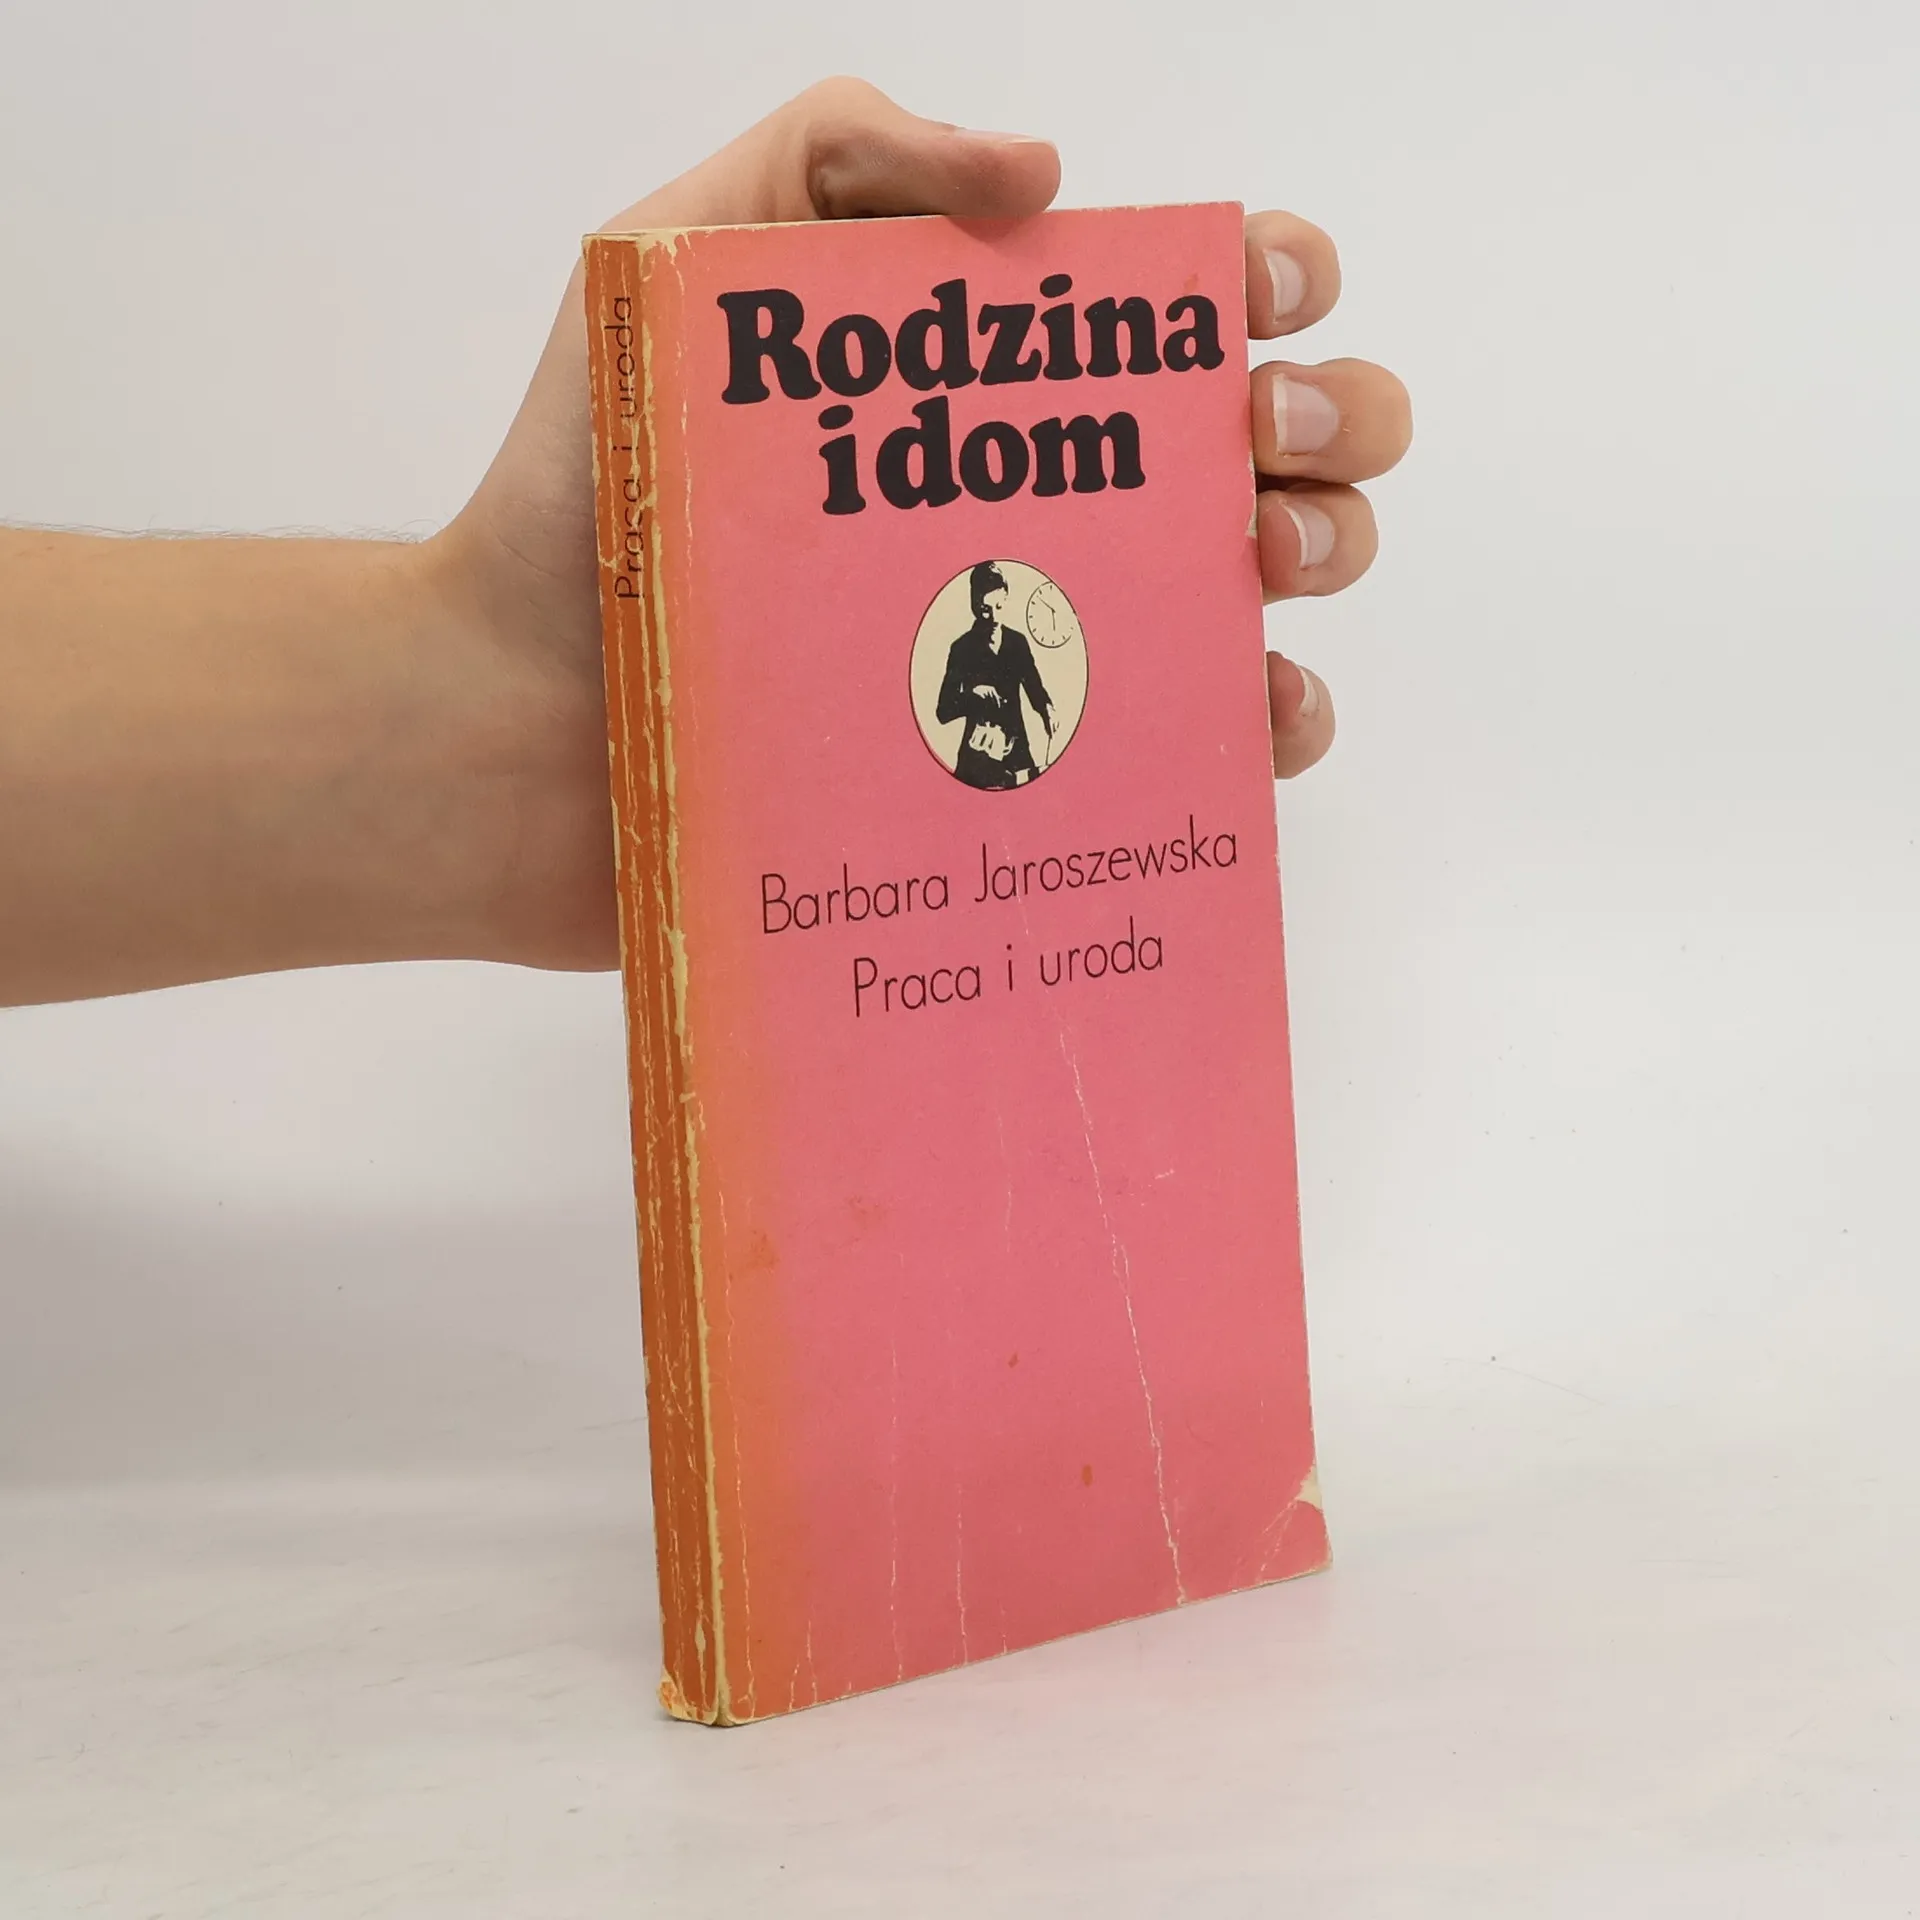 Praca i uroda
Rodzina
i dom
Barbara Jaroszewska
Praca i uroda